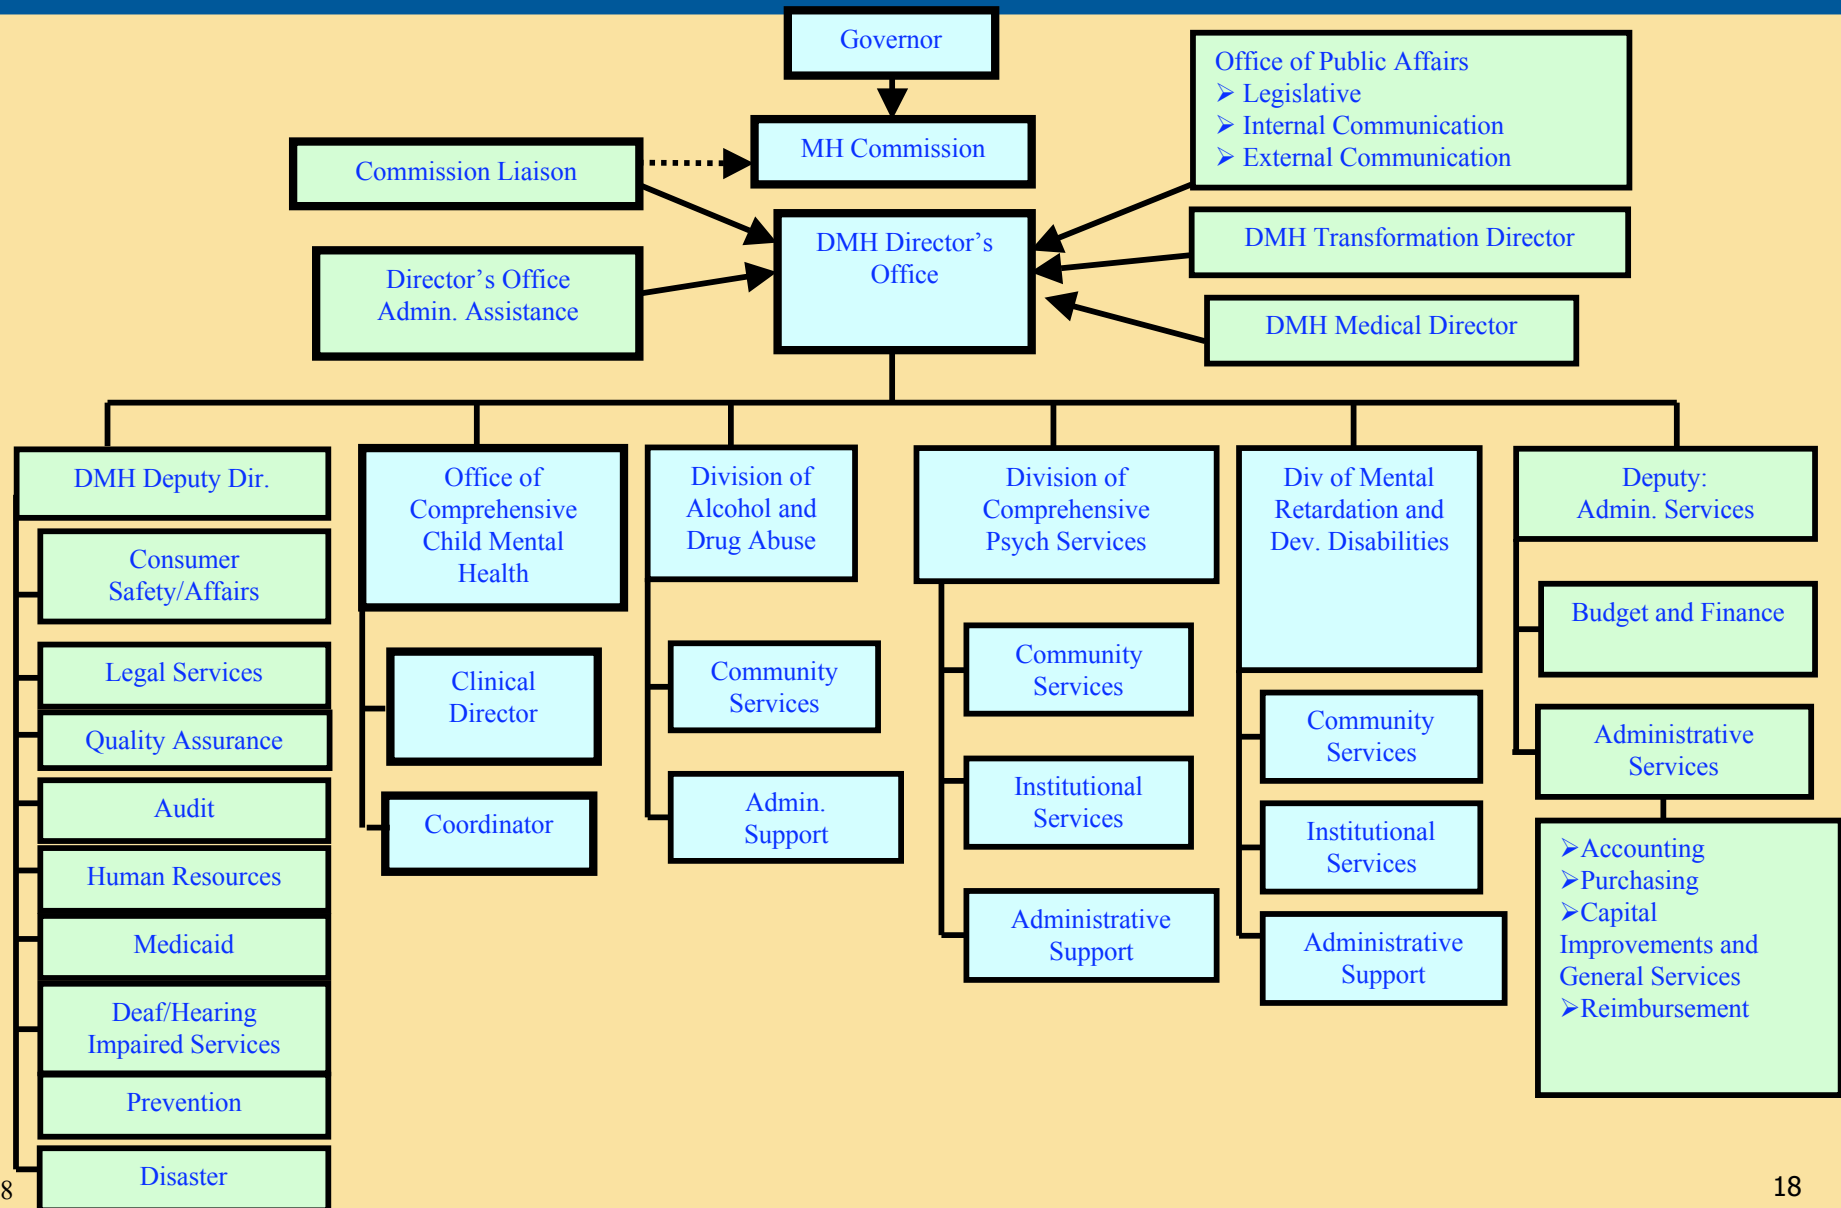 Governor
Office of Public Affairs
➢ Legislative
➢ Internal Communication
➢ External Communication
MH Commission
Commission Liaison
DMH Director’s
Office
DMH Transformation Director
Director’s Office
Admin. Assistance
DMH Medical Director
DMH Deputy Dir.
Consumer
Safety/Affairs
Legal Services
Quality Assurance
Audit
Human Resources
Medicaid
Deaf/Hearing
Impaired Services
Prevention
Disaster
Office of
Comprehensive
Child Mental
Health
Clinical
Director
Coordinator
Division of
Alcohol and
Drug Abuse
Community
Services
Admin.
Support
Division of
Comprehensive
Psych Services
Community
Services
Institutional
Services
Administrative
Support
Div of Mental
Retardation and
Dev. Disabilities
Community
Services
Institutional
Services
Administrative
Support
Deputy:
Admin. Services
Budget and Finance
Administrative
Services
➢Accounting
➢Purchasing
➢Capital
Improvements and
General Services
➢Reimbursement
8
18